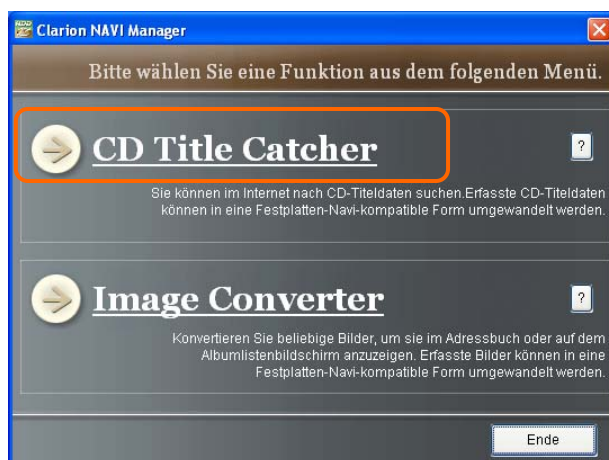 Clarion NAVI Manager
Bitte wählen Sie eine Funktion aus dem folgenden Menü.
CD Title Catcher
?
Sie können im Internet nach CD-Titeldaten suchen.Erfasste CD-Titeldaten
können in eine Festplatten-Navi-kompatible Form umgewandelt werden.
Image Converter
?
Konvertieren Sie beliebige Bilder, um sie im Adressbuch oder auf dem
Albumlistenbildschirm anzuzeigen. Erfasste Bilder können in eine
Festplatten-Navi-kompatible Form umgewandelt werden.
Ende